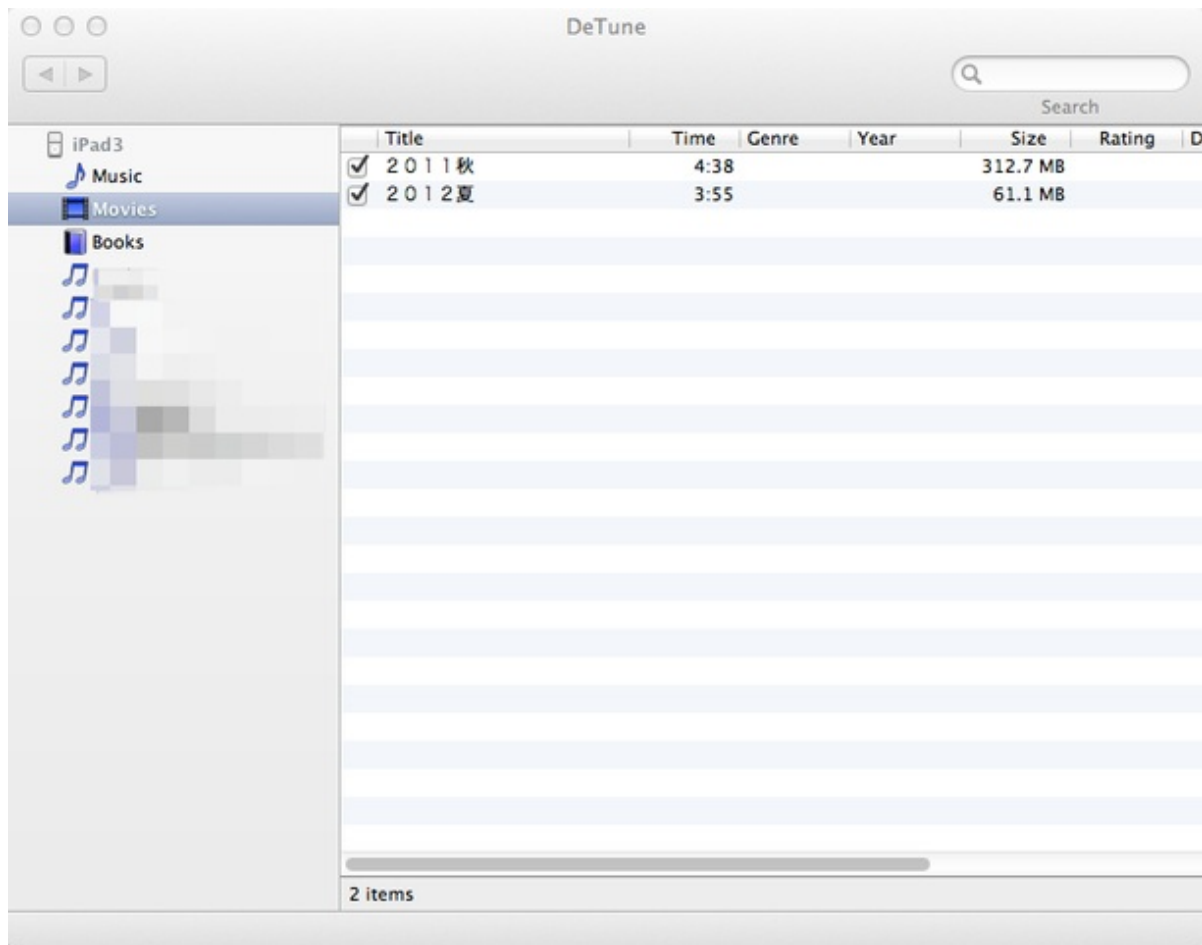 DeTune
Search
iPad3
Music
Movies
Books
Title Time Genre Year Size Rating D
２０１１秋 4:38 312.7 MB
２０１２夏 3:55 61.1 MB
2 items